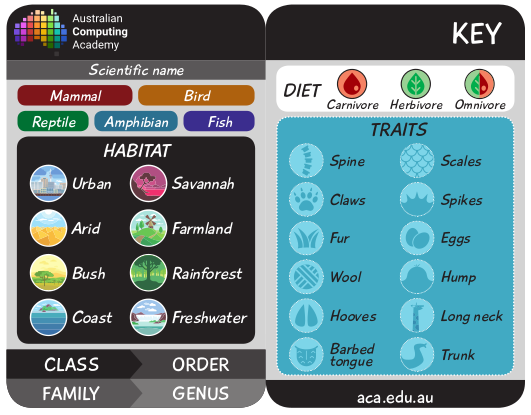 Australian
Computing
Academy
Scientific name
Mammal
Bird
Reptile
Amphibian
Fish
HABITAT
Urban
Savannah
Arid
Farmland
Bush
Rainforest
Coast
Freshwater
CLASS
ORDER
FAMILY
GENUS
KEY
DIET
Carnivore
Herbivore
Omnivore
TRAITS
Spine
Scales
Claws
Spikes
Fur
Eggs
Wool
Hump
Hooves
Long neck
Barbed
tongue
Trunk
aca.edu.au